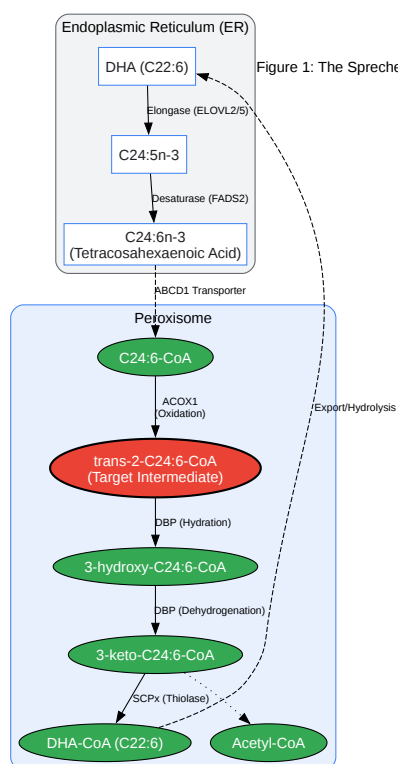 Endoplasmic Reticulum (ER)
DHA (C22:6)
Figure 1: The Spreche
Elongase (ELOVL2/5)
C24:5n-3
Desaturase (FADS2)
C24:6n-3
(Tetracosahexaenoic Acid)
ABCD1 Transporter
Peroxisome
C24:6-CoA
ACOX1
(Oxidation)
Export/Hydrolysis
trans-2-C24:6-CoA
(Target Intermediate)
DBP (Hydration)
3-hydroxy-C24:6-CoA
DBP (Dehydrogenation)
3-keto-C24:6-CoA
SCPx (Thiolase)
DHA-CoA (C22:6)
Acetyl-CoA